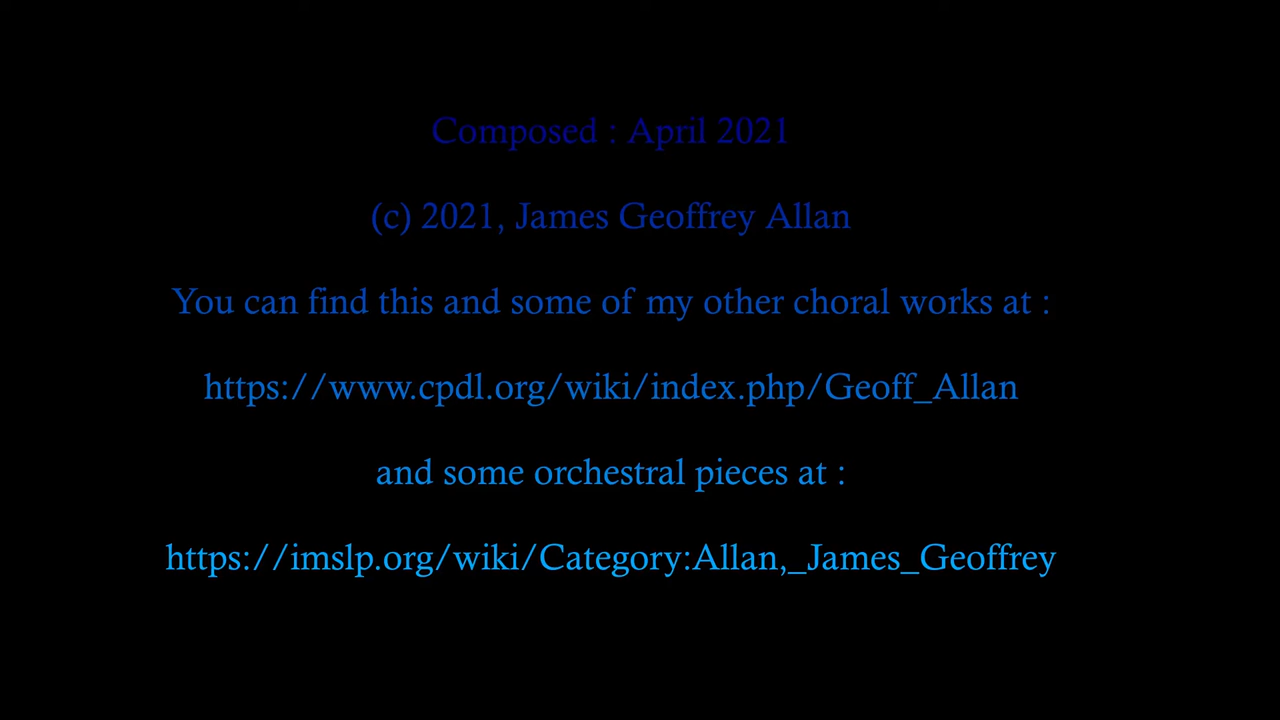 Composed : April 2021
(c) 2021, James Geoffrey Allan
You can find this and some of my other choral works at :
https://www.cpdl.org/wiki/index.php/Geoff_Allan
and some orchestral pieces at :
https://imslp.org/wiki/Category:Allan,_James_Geoffrey